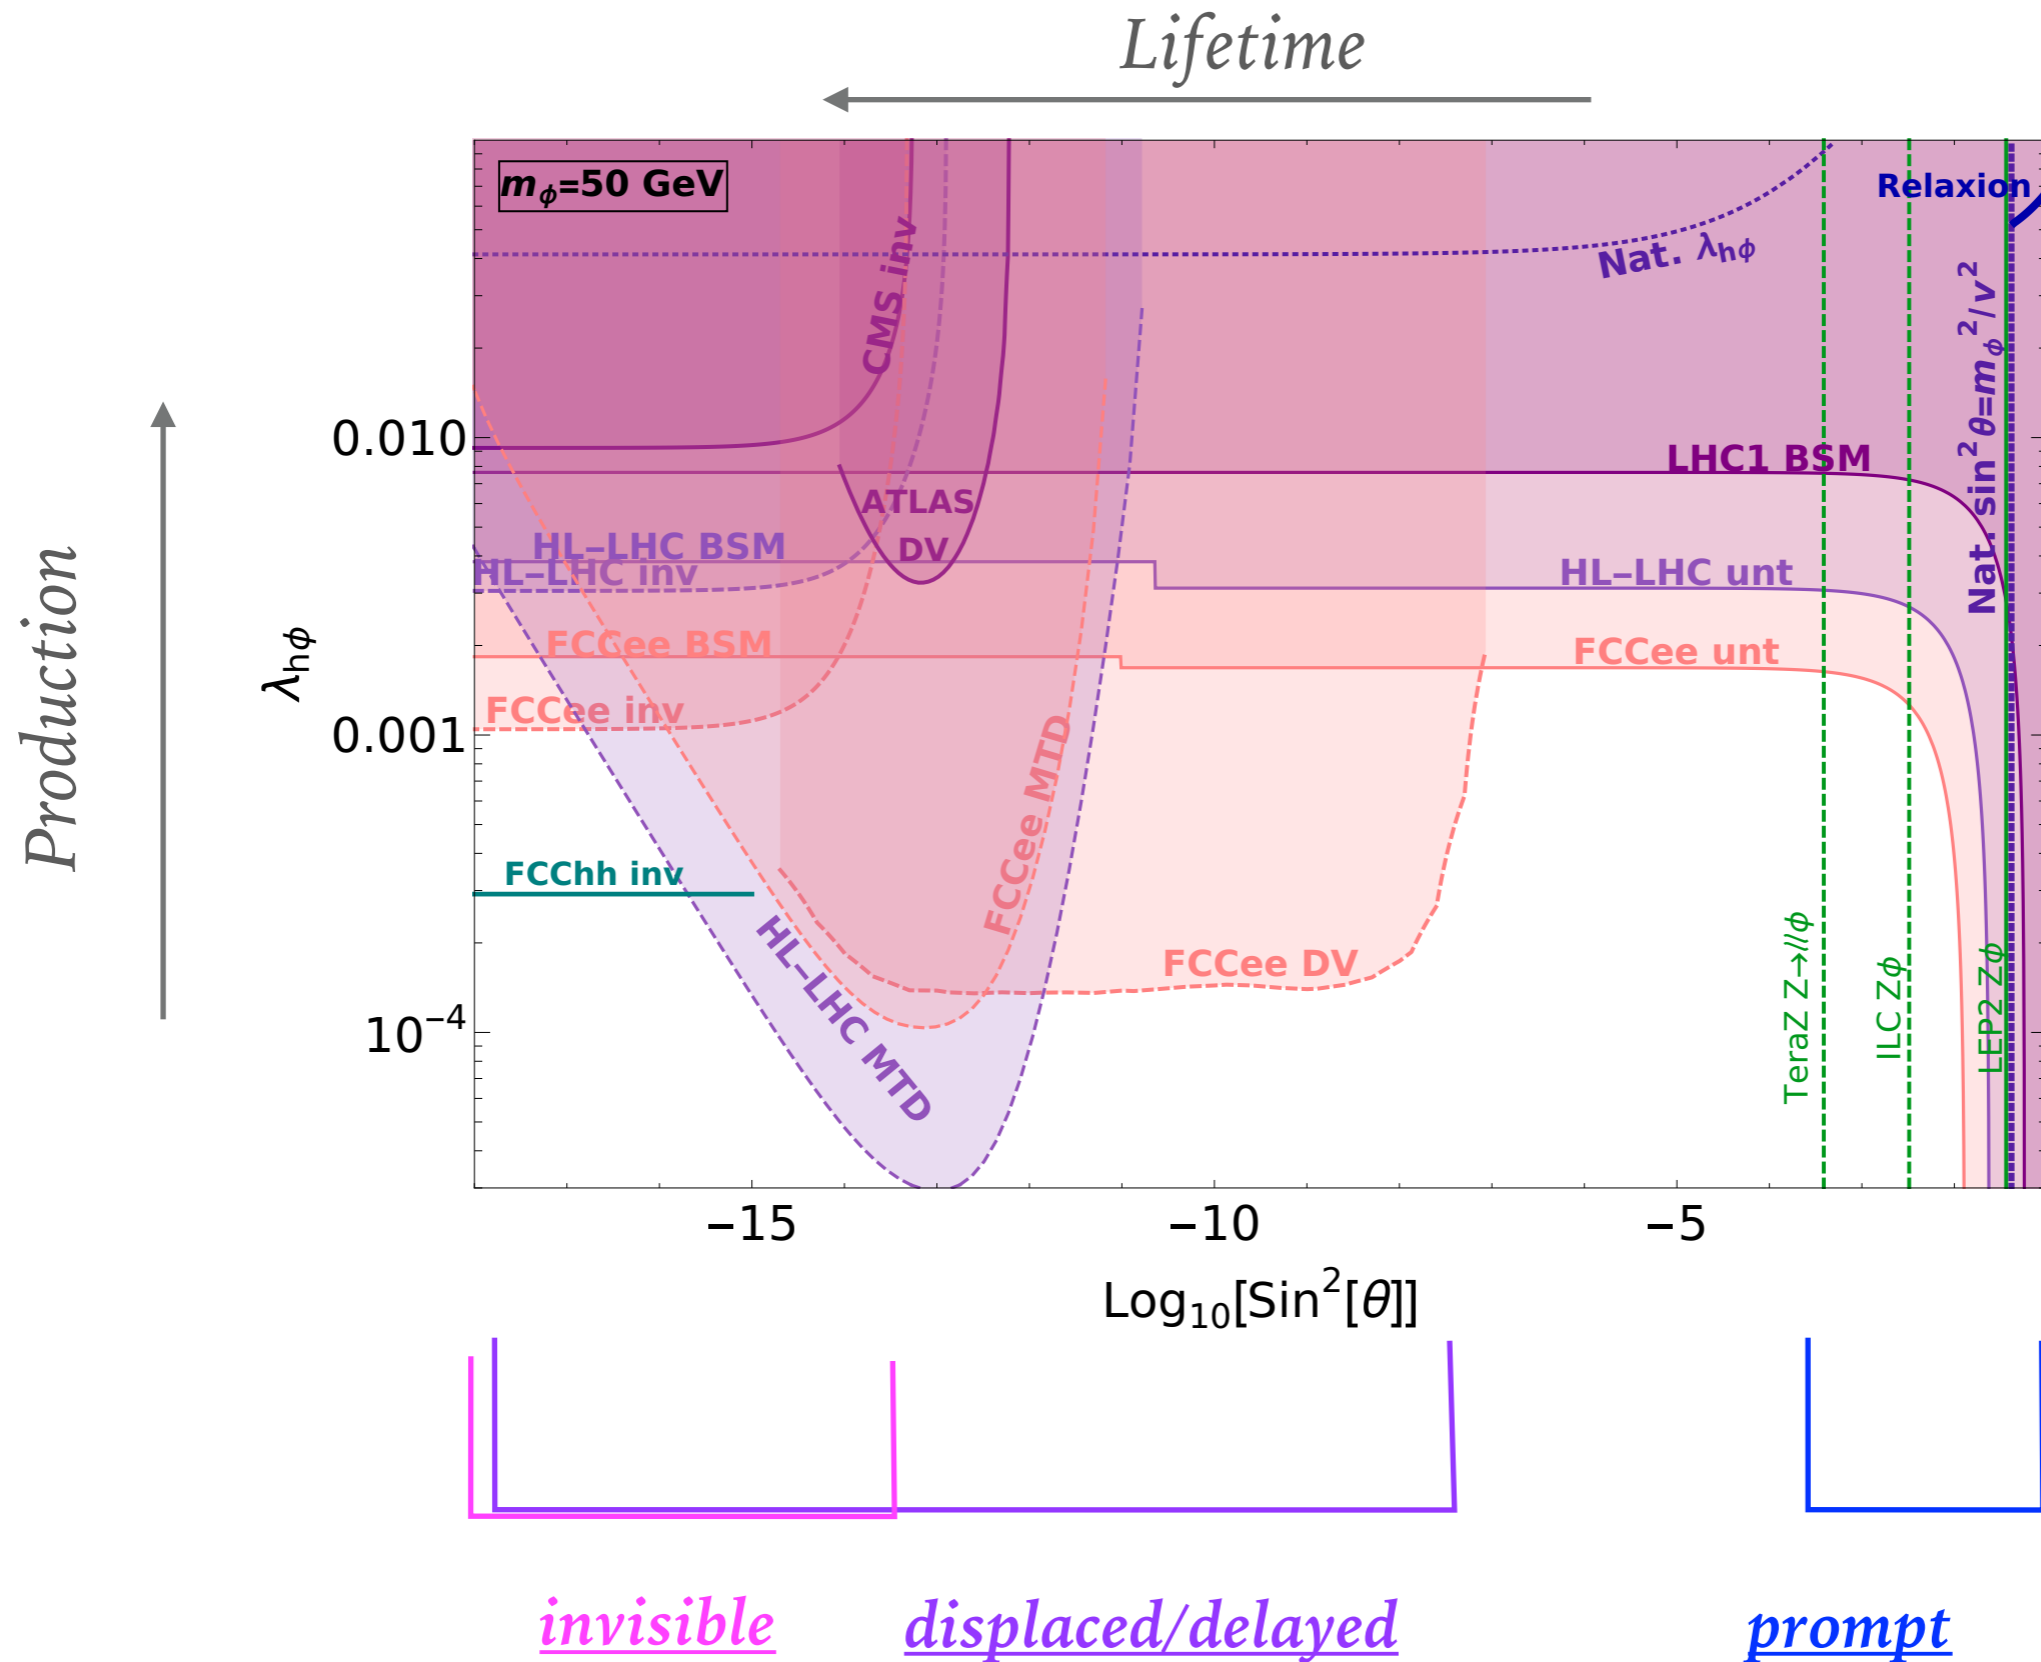 Lifetime
Production
m_ϕ=50 GeV
Relaxion
CMS inv
Nat. λ_hϕ
Nat. sin²θ=m_ϕ²/v²
0.010
LHC1 BSM
ATLAS
DV
HL–LHC BSM
HL–LHC inv
HL–LHC unt
FCCee BSM
FCCee unt
λ_hϕ
FCCee inv
0.001
FCCee MTD
FCChh inv
HL–LHC MTD
FCCee DV
TeraZ Z→llϕ
ILC Zϕ
LEP2 Zϕ
10⁻⁴
−15
−10
−5
Log₁₀[Sin²[θ]]
invisible
displaced/delayed
prompt